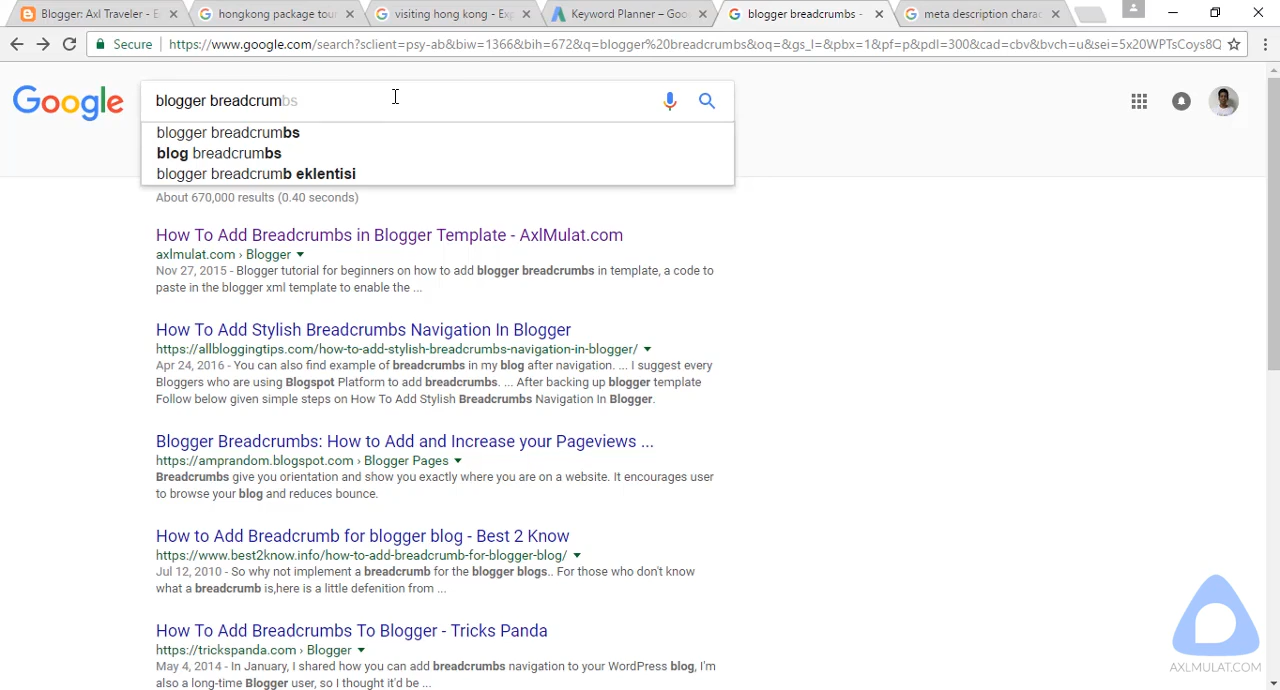 Blogger: Axl Traveler - E
hongkong package tour
visiting hong kong - Exp
Keyword Planner – Goo
blogger breadcrumbs -
meta description charac
Secure
https://www.google.com/search?sclient=psy-ab&biw=1366&bih=672&q=blogger%20breadcrumbs&oq=&gs_l=&pbx=1&pf=p&pdl=300&cad=cbv&bvch=u&sei=5x20WPTsCoys8Q
Google
blogger breadcrumbs
blogger breadcrumbs
blog breadcrumbs
blogger breadcrumb eklentisi
About 670,000 results (0.40 seconds)
How To Add Breadcrumbs in Blogger Template - AxlMulat.com
axlmulat.com › Blogger
Nov 27, 2015 - Blogger tutorial for beginners on how to add blogger breadcrumbs in template, a code to
paste in the blogger xml template to enable the ...
How To Add Stylish Breadcrumbs Navigation In Blogger
https://allbloggingtips.com/how-to-add-stylish-breadcrumbs-navigation-in-blogger/
Apr 24, 2016 - You can also find example of breadcrumbs in my blog after navigation. ... I suggest every
Bloggers who are using Blogspot Platform to add breadcrumbs. ... After backing up blogger template
Follow below given simple steps on How To Add Stylish Breadcrumbs Navigation In Blogger.
Blogger Breadcrumbs: How to Add and Increase your Pageviews ...
https://amprandom.blogspot.com › Blogger Pages
Breadcrumbs give you orientation and show you exactly where you are on a website. It encourages user
to browse your blog and reduces bounce.
How to Add Breadcrumb for blogger blog - Best 2 Know
https://www.best2know.info/how-to-add-breadcrumb-for-blogger-blog/
Jul 12, 2010 - So why not implement a breadcrumb for the blogger blogs.. For those who don't know
what a breadcrumb is,here is a little defenition from ...
How To Add Breadcrumbs To Blogger - Tricks Panda
https://trickspanda.com › Blogger
May 4, 2014 - In January, I shared how you can add breadcrumbs navigation to your WordPress blog, I'm
also a long-time Blogger user, so I thought it'd be ...
AXLMULAT.COM